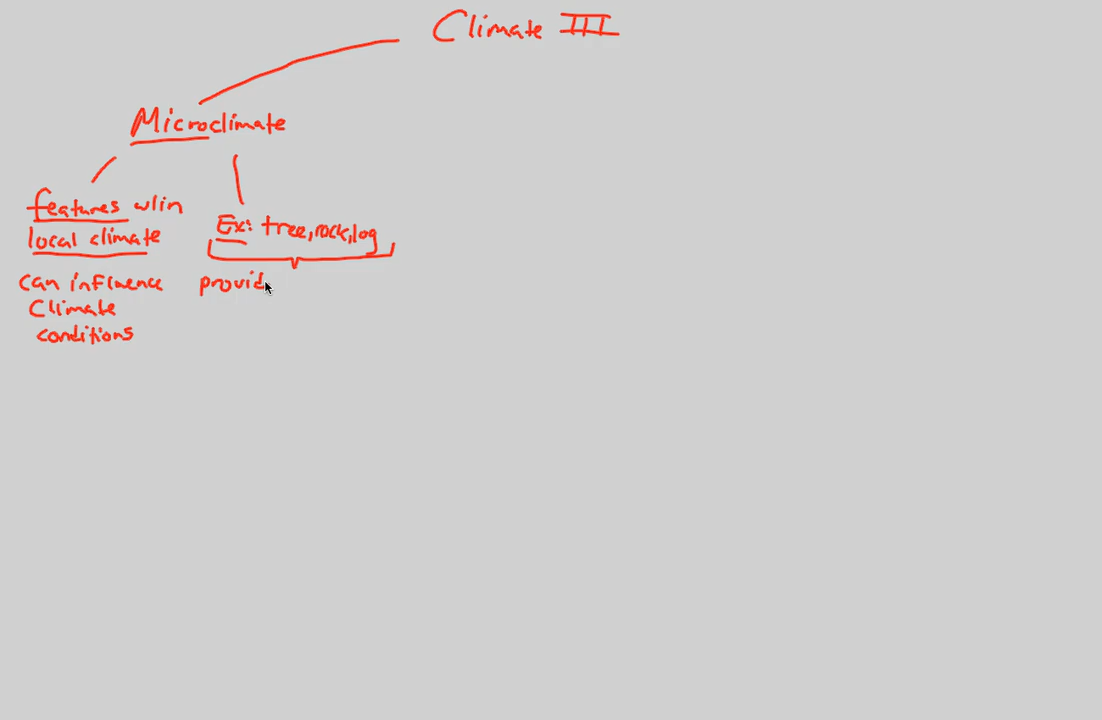 Climate III
Microclimate
features w/in
local climate
can influence
Climate
conditions
Ex: tree, rock, log
provid